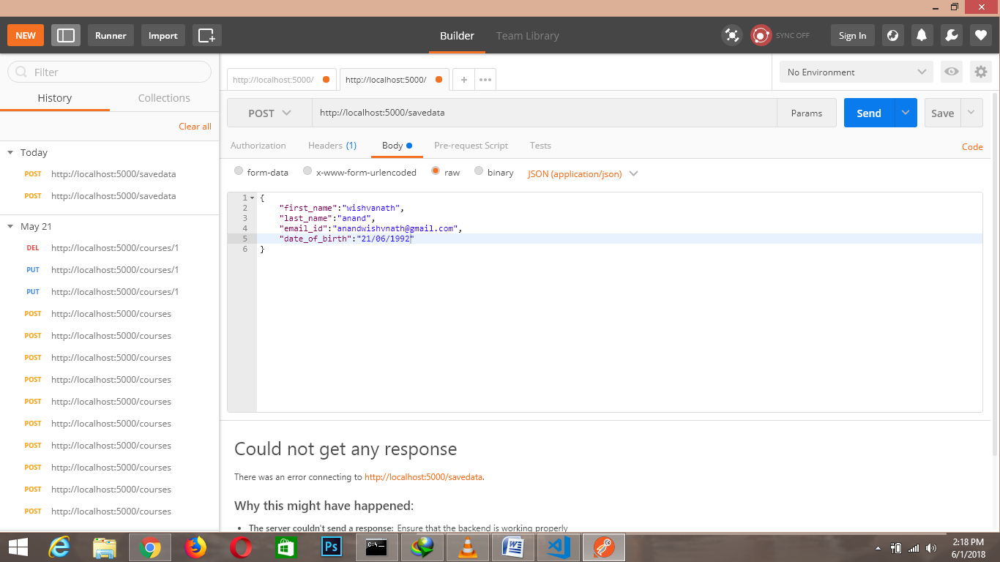 NEW
Runner
Import
Builder
Team Library
SYNC OFF
Sign In
Filter
History
Collections
Clear all
Today
POST http://localhost:5000/savedata
POST http://localhost:5000/savedata
May 21
DEL http://localhost:5000/courses/1
PUT http://localhost:5000/courses/1
PUT http://localhost:5000/courses/1
POST http://localhost:5000/courses
POST http://localhost:5000/courses
POST http://localhost:5000/courses
POST http://localhost:5000/courses
POST http://localhost:5000/courses
POST http://localhost:5000/courses
POST http://localhost:5000/courses
POST http://localhost:5000/courses
POST http://localhost:5000/courses
POST http://localhost:5000/courses
http://localhost:5000/
http://localhost:5000/
No Environment
POST
http://localhost:5000/savedata
Params
Send
Save
Authorization
Headers (1)
Body
Pre-request Script
Tests
Code
form-data
x-www-form-urlencoded
raw
binary
JSON (application/json)
1 {
2 "first_name":"wishvanath",
3 "last_name":"anand",
4 "email_id":"anandwishvnath@gmail.com",
5 "date_of_birth":"21/06/1992"
6 }
Could not get any response
There was an error connecting to http://localhost:5000/savedata.
Why this might have happened:
• The server couldn't send a response: Ensure that the backend is working properly
Ps
2:18 PM
6/1/2018